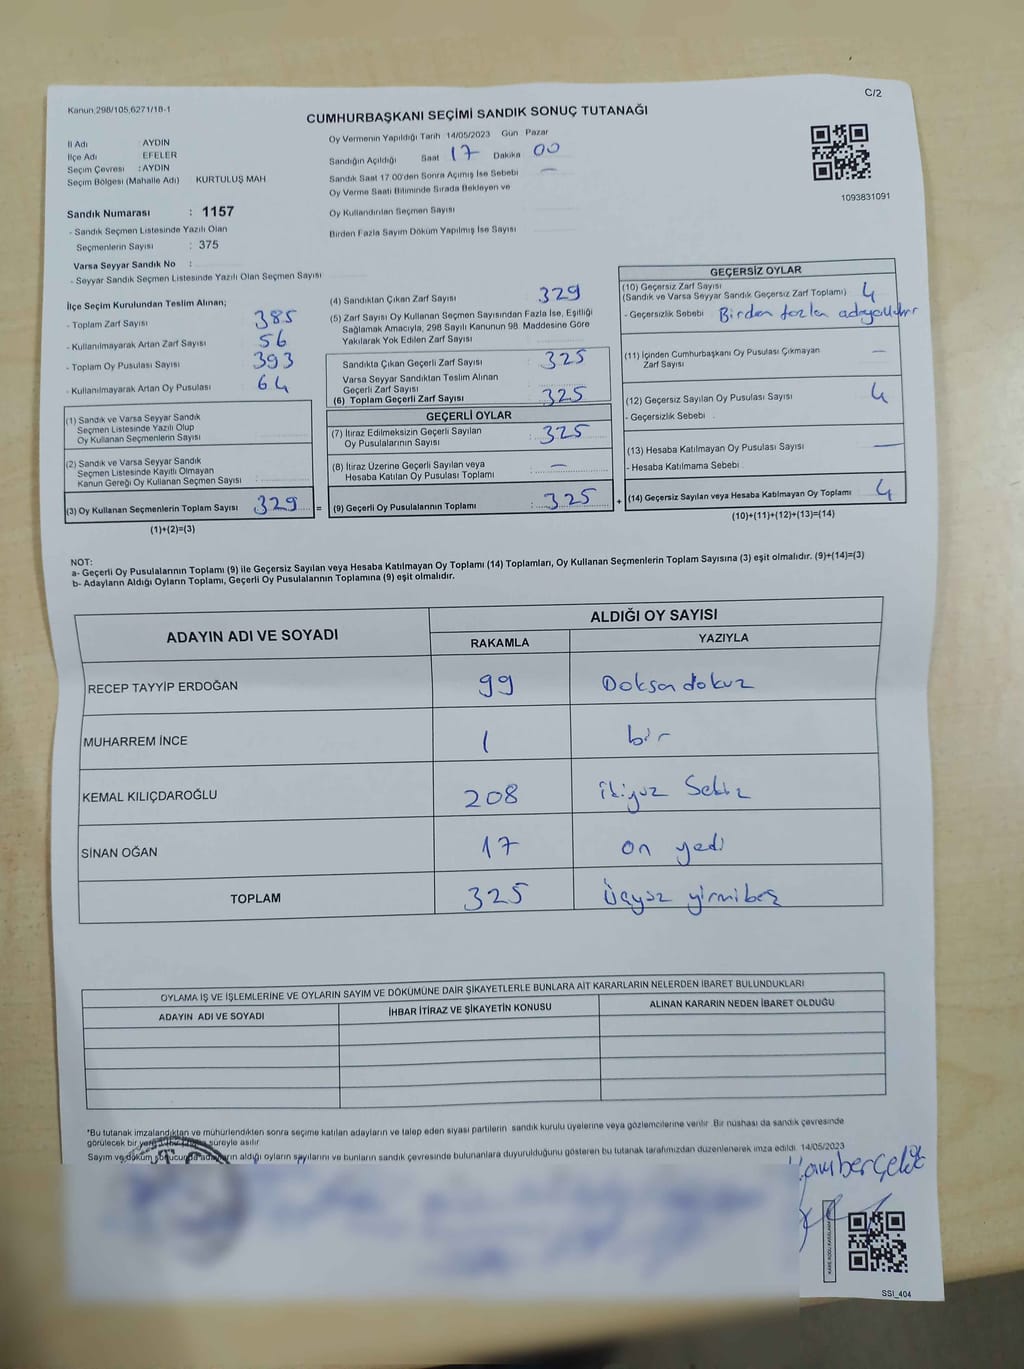 Kanun 298/105,6271/18-1
C/2
CUMHURBAŞKANI SEÇİMİ SANDIK SONUÇ TUTANAĞI
İl Adı : AYDIN
İlçe Adı : EFELER
Seçim Çevresi : AYDIN
Seçim Bölgesi (Mahalle Adı) KURTULUŞ MAH
Sandık Numarası : 1157
- Sandık Seçmen Listesinde Yazılı Olan
Seçmenlerin Sayısı : 375
Varsa Seyyar Sandık No :
- Seyyar Sandık Seçmen Listesinde Yazılı Olan Seçmen Sayısı
Oy Vermenin Yapıldığı Tarih 14/05/2023 Gün Pazar
Sandığın Açıldığı Saat 17 Dakika 00
Sandık Saat 17 00'den Sonra Açımış İse Sebebi —
Oy Verme Saati Bitiminde Sırada Bekleyen ve
Oy Kullandırılan Seçmen Sayısı
Birden Fazla Sayım Döküm Yapılmış İse Sayısı
1093831091
İlçe Seçim Kurulundan Teslim Alınan;
- Toplam Zarf Sayısı 385
- Kullanılmayarak Artan Zarf Sayısı 56
- Toplam Oy Pusulası Sayısı 393
- Kullanılmayarak Artan Oy Pusulası 64
(1) Sandık ve Varsa Seyyar Sandık
Seçmen Listesinde Yazılı Olup
Oy Kullanan Seçmenlerin Sayısı
(2) Sandık ve Varsa Seyyar Sandık
Seçmen Listesinde Kayıtlı Olmayan
Kanun Gereği Oy Kullanan Seçmen Sayısı :
(3) Oy Kullanan Seçmenlerin Toplam Sayısı 329
(1)+(2)=(3)
=
(4) Sandıktan Çıkan Zarf Sayısı 329
(5) Zarf Sayısı Oy Kullanan Seçmen Sayısından Fazla İse, Eşitliği
Sağlamak Amacıyla, 298 Sayılı Kanunun 98. Maddesine Göre
Yakılarak Yok Edilen Zarf Sayısı
Sandıkta Çıkan Geçerli Zarf Sayısı 325
Varsa Seyyar Sandıktan Teslim Alınan
Geçerli Zarf Sayısı
(6) Toplam Geçerli Zarf Sayısı 325
GEÇERLİ OYLAR
(7) İtiraz Edilmeksizin Geçerli Sayılan
Oy Pusulalarının Sayısı : 325
(8) İtiraz Üzerine Geçerli Sayılan veya
Hesaba Katılan Oy Pusulası Toplamı : —
(9) Geçerli Oy Pusulalarının Toplamı : 325
+
GEÇERSİZ OYLAR
(10) Geçersiz Zarf Sayısı
(Sandık ve Varsa Seyyar Sandık Geçersiz Zarf Toplamı) 4
- Geçersizlik Sebebi Birden fazla
(11) İçinden Cumhurbaşkanı Oy Pusulası Çıkmayan
Zarf Sayısı —
(12) Geçersiz Sayılan Oy Pusulası Sayısı 4
- Geçersizlik Sebebi :
(13) Hesaba Katılmayan Oy Pusulası Sayısı —
- Hesaba Katılmama Sebebi :
(14) Geçersiz Sayılan veya Hesaba Katılmayan Oy Toplamı 4
(10)+(11)+(12)+(13)=(14)
NOT:
a- Geçerli Oy Pusulalarının Toplamı (9) ile Geçersiz Sayılan veya Hesaba Katılmayan Oy Toplamı (14) Toplamları, Oy Kullanan Seçmenlerin Toplam Sayısına (3) eşit olmalıdır. (9)+(14)=(3)
b- Adayların Aldığı Oyların Toplamı, Geçerli Oy Pusulalarının Toplamına (9) eşit olmalıdır.
ADAYIN ADI VE SOYADI ALDIĞI OY SAYISI
RAKAMLA YAZIYLA
RECEP TAYYİP ERDOĞAN 99 Doksan dokuz
MUHARREM İNCE 1 bir
KEMAL KILIÇDAROĞLU 208 ikiyüz Sekiz
SİNAN OĞAN 17 on yedi
TOPLAM 325 Üçyüz yirmibeş
OYLAMA İŞ VE İŞLEMLERİNE VE OYLARIN SAYIM VE DÖKÜMÜNE DAİR ŞİKAYETLERLE BUNLARA AİT KARARLARIN NELERDEN İBARET BULUNDUKLARI
ADAYIN ADI VE SOYADI İHBAR İTİRAZ VE ŞİKAYETİN KONUSU ALINAN KARARIN NEDEN İBARET OLDUĞU
*Bu tutanak imzalandıktan ve mühürlendikten sonra seçime katılan adayların ve talep eden siyasi partilerin sandık kurulu üyelerine veya gözlemcilerine verilir. Bir nüshası da sandık çevresinde
görülecek bir yere süreyle asılır.
Sayım ve döküm sonucunda adayların aldığı oyların sayılarını ve bunların sandık çevresinde bulunanlara duyurulduğunu gösteren bu tutanak tarafımızdan düzenlenerek imza edildi. 14/05/2023
SSI_404